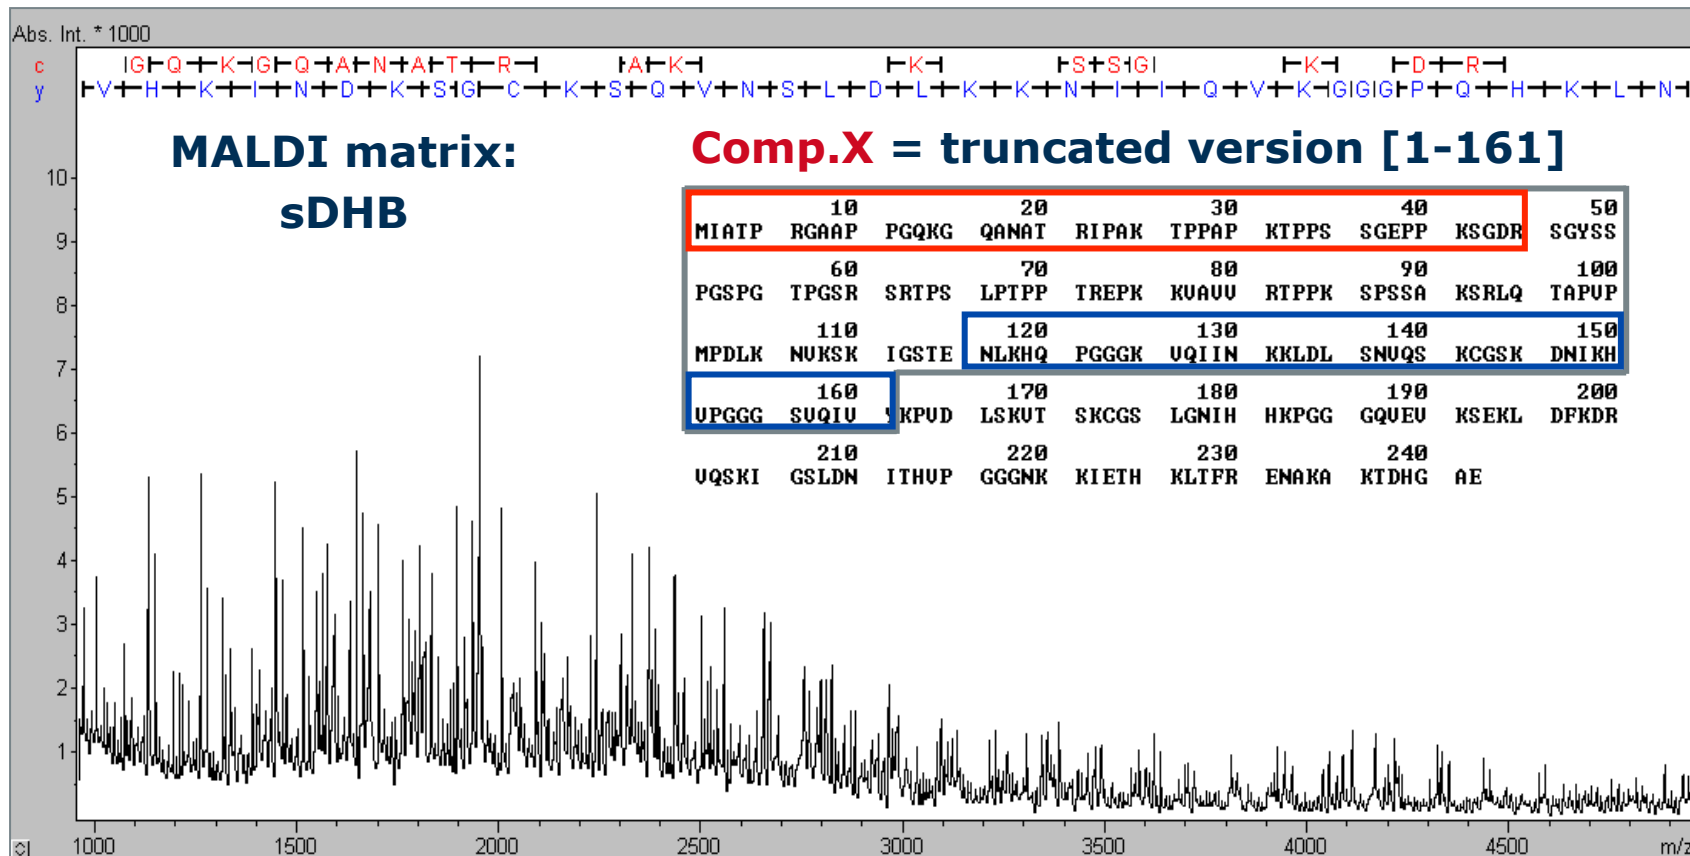 Abs. Int. * 1000
c G Q K G Q A N A T R A K K S S G K D R
y V H K I N D K S G C K S Q V N S L D L K K N I I Q V K G G G P Q H K L N
MALDI matrix:
sDHB
Comp.X = truncated version [1-161]
10 20 30 40 50
MIATP RGAAP PGQKG QANAT RIPAK TPPAP KTPPS SGEPP KSGDR SGYSS
60 70 80 90 100
PGSPG TPGSR SRTPS LPTPP TREPK KVAVV RTPPK SPSSA KSRLQ TAPVP
110 120 130 140 150
MPDLK NVKSK IGSTE NLKHQ PGGGK VQIIN KKLDL SNVQS KCGSK DNIKH
160 170 180 190 200
VPGGG SVQIV YKPVD LSKVT SKCGS LGNIH HKPGG GQVEV KSEKL DFKDR
210 220 230 240
VQSKI GSLDN ITHVP GGGNK KIETH KLTFR ENAKA KTDHG AE
10
9
8
7
6
5
4
3
2
1
1000 1500 2000 2500 3000 3500 4000 4500 m/z